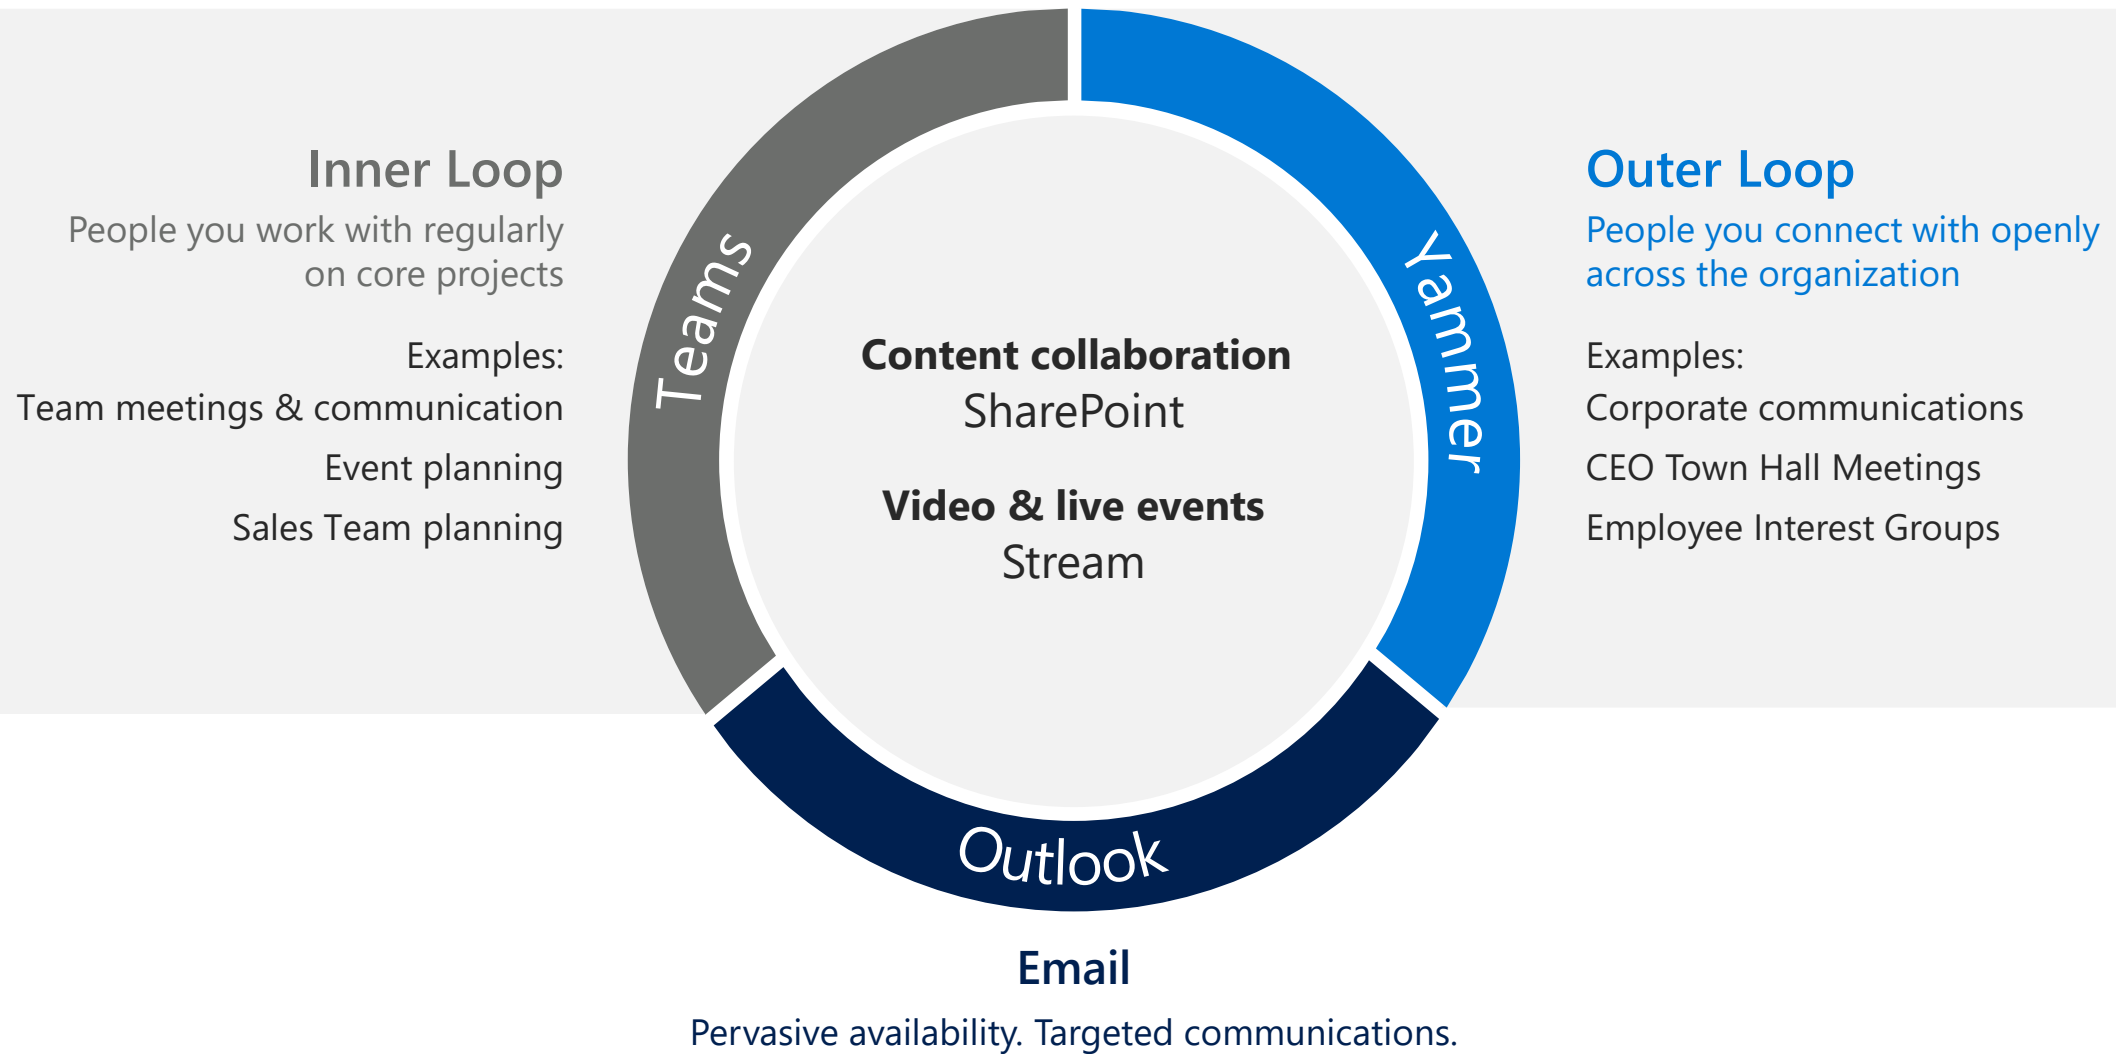 Inner Loop
People you work with regularly
on core projects
Examples:
Team meetings & communication
Event planning
Sales Team planning
Teams
Content collaboration
SharePoint
Video & live events
Stream
Yammer
Outer Loop
People you connect with openly
across the organization
Examples:
Corporate communications
CEO Town Hall Meetings
Employee Interest Groups
Outlook
Email
Pervasive availability. Targeted communications.